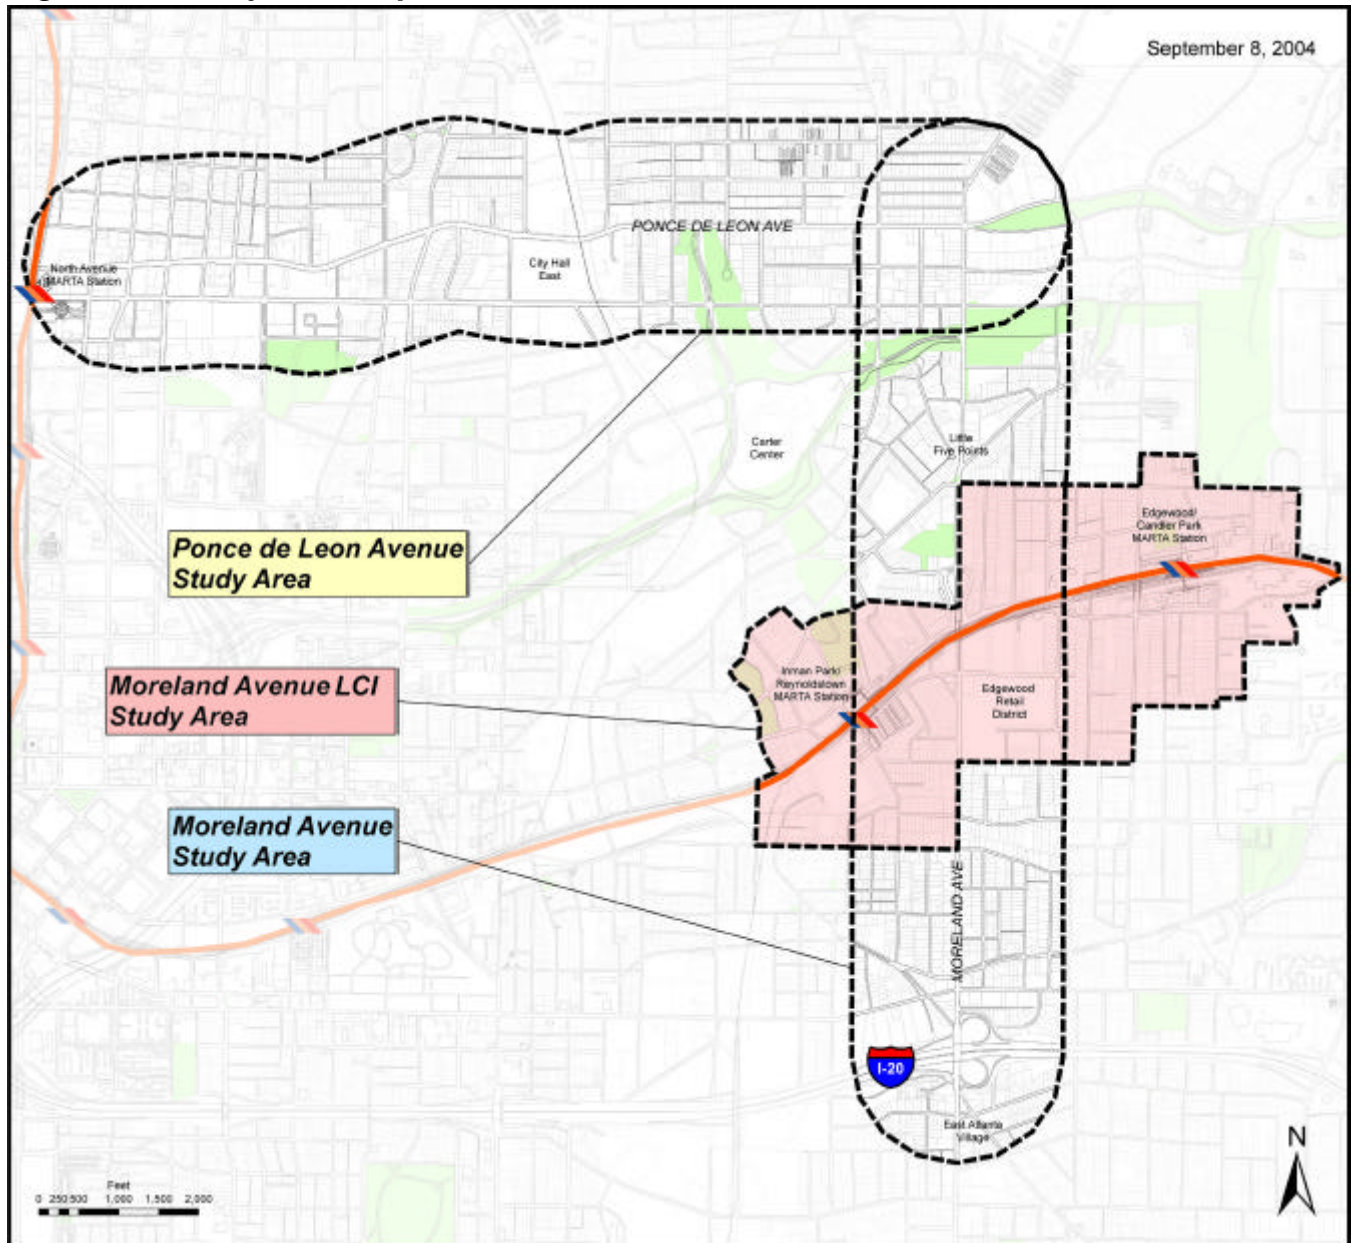 September 8, 2004
PONCE DE LEON AVE
North Avenue
MARTA Station
City Hall
East
Carter
Center
Little
Five Points
Edgewood/
Candler Park
MARTA Station
Ponce de Leon Avenue
Study Area
Inman Park/
Reynoldstown
MARTA Station
Moreland Avenue LCI
Study Area
Edgewood
Retail
District
Moreland Avenue
Study Area
MORELAND AVE
I-20
East Atlanta
Village
N
Feet
0 250 500 1,000 1,500 2,000